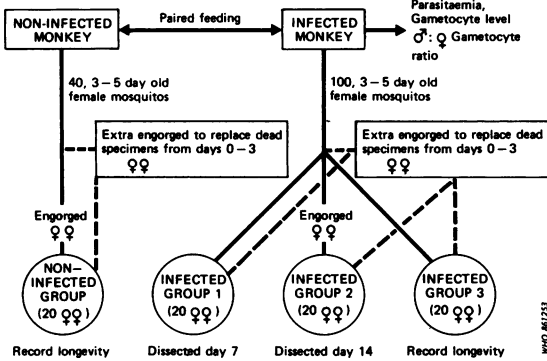 NON-INFECTED
MONKEY
Paired feeding
INFECTED
MONKEY
Parasitaemia,
Gametocyte level
♂:♀ Gametocyte
ratio
40, 3–5 day old
female mosquitos
100, 3–5 day old
female mosquitos
Extra engorged to replace dead
specimens from days 0–3
♀♀
Extra engorged to replace dead
specimens from days 0–3
♀♀
Engorged
♀♀
Engorged
♀♀
NON–
INFECTED
GROUP
(20 ♀♀)
INFECTED
GROUP 1
(20 ♀♀)
INFECTED
GROUP 2
(20 ♀♀)
INFECTED
GROUP 3
(20 ♀♀)
Record longevity
Dissected day 7
Dissected day 14
Record longevity
WHO 861253